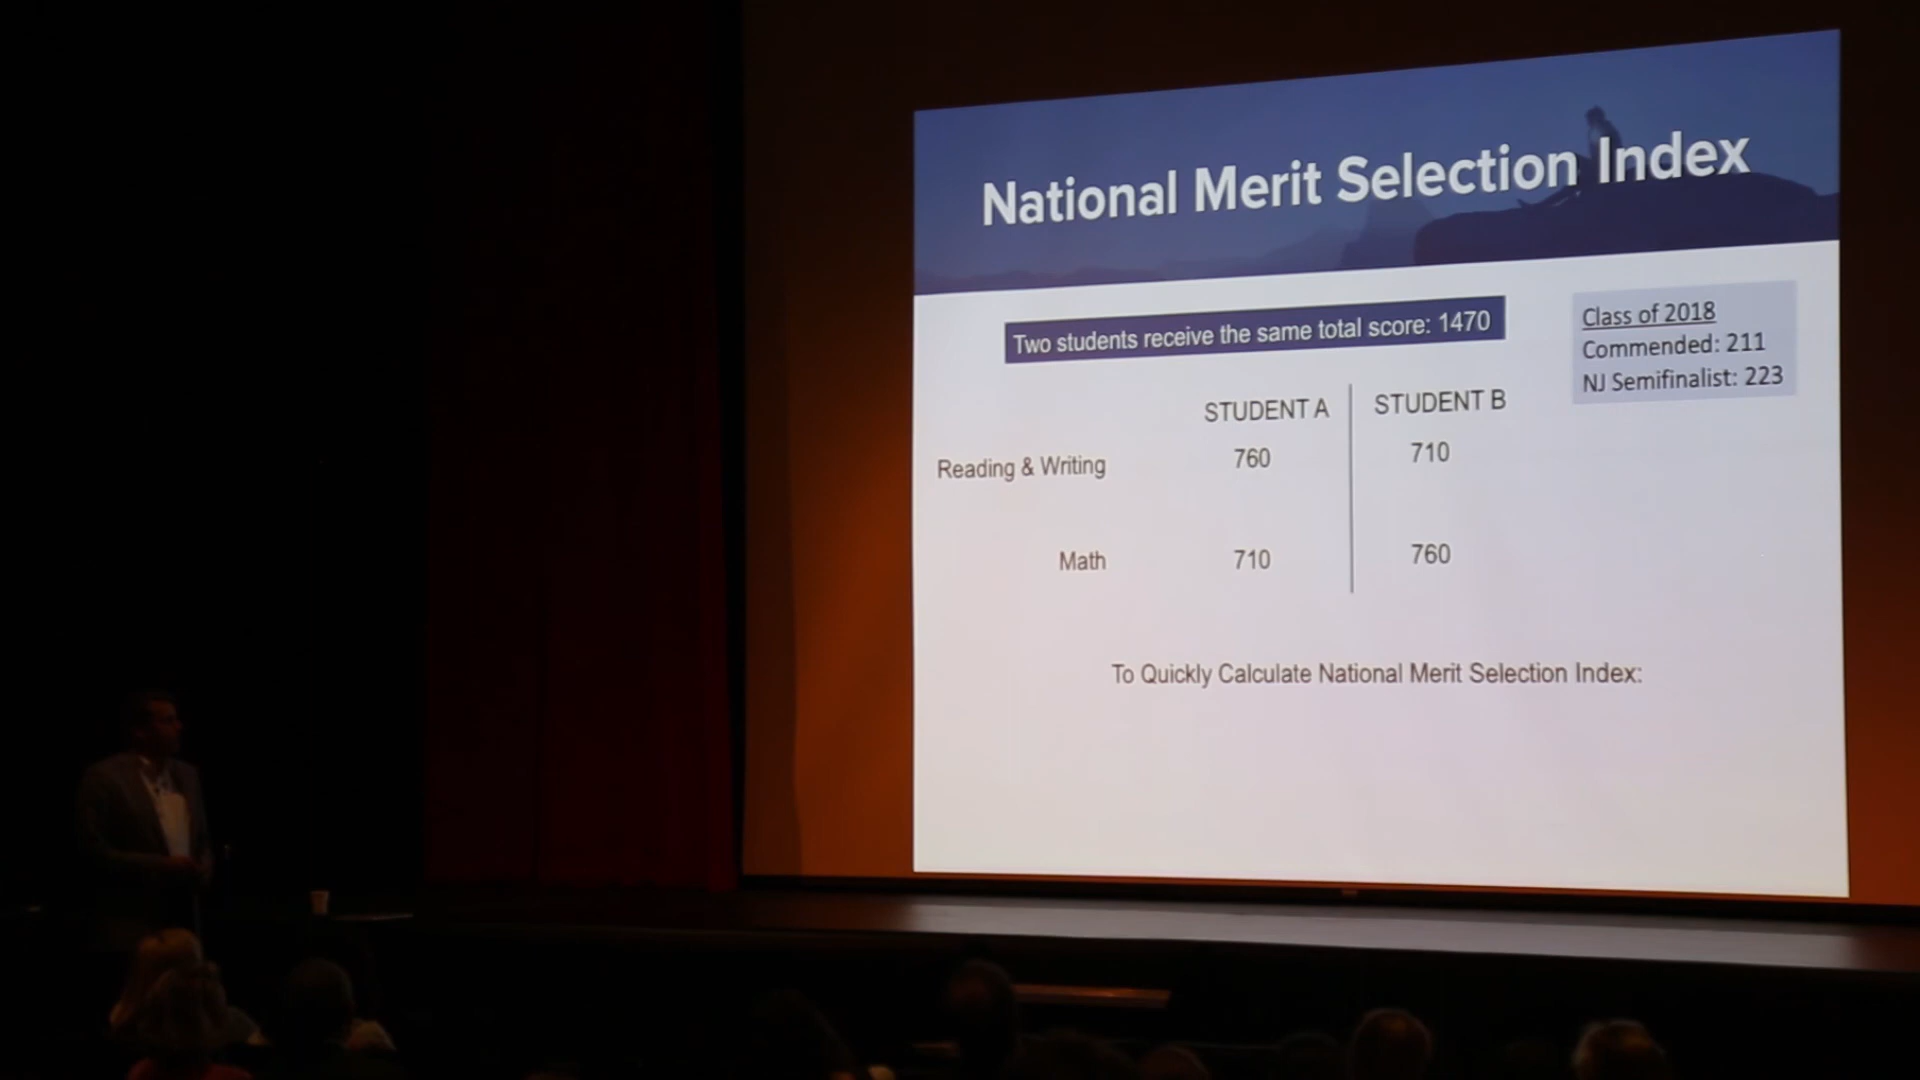 National Merit Selection Index
Two students receive the same total score: 1470
Class of 2018
Commended: 211
NJ Semifinalist: 223
STUDENT A STUDENT B
Reading & Writing 760 710
Math 710 760
To Quickly Calculate National Merit Selection Index: